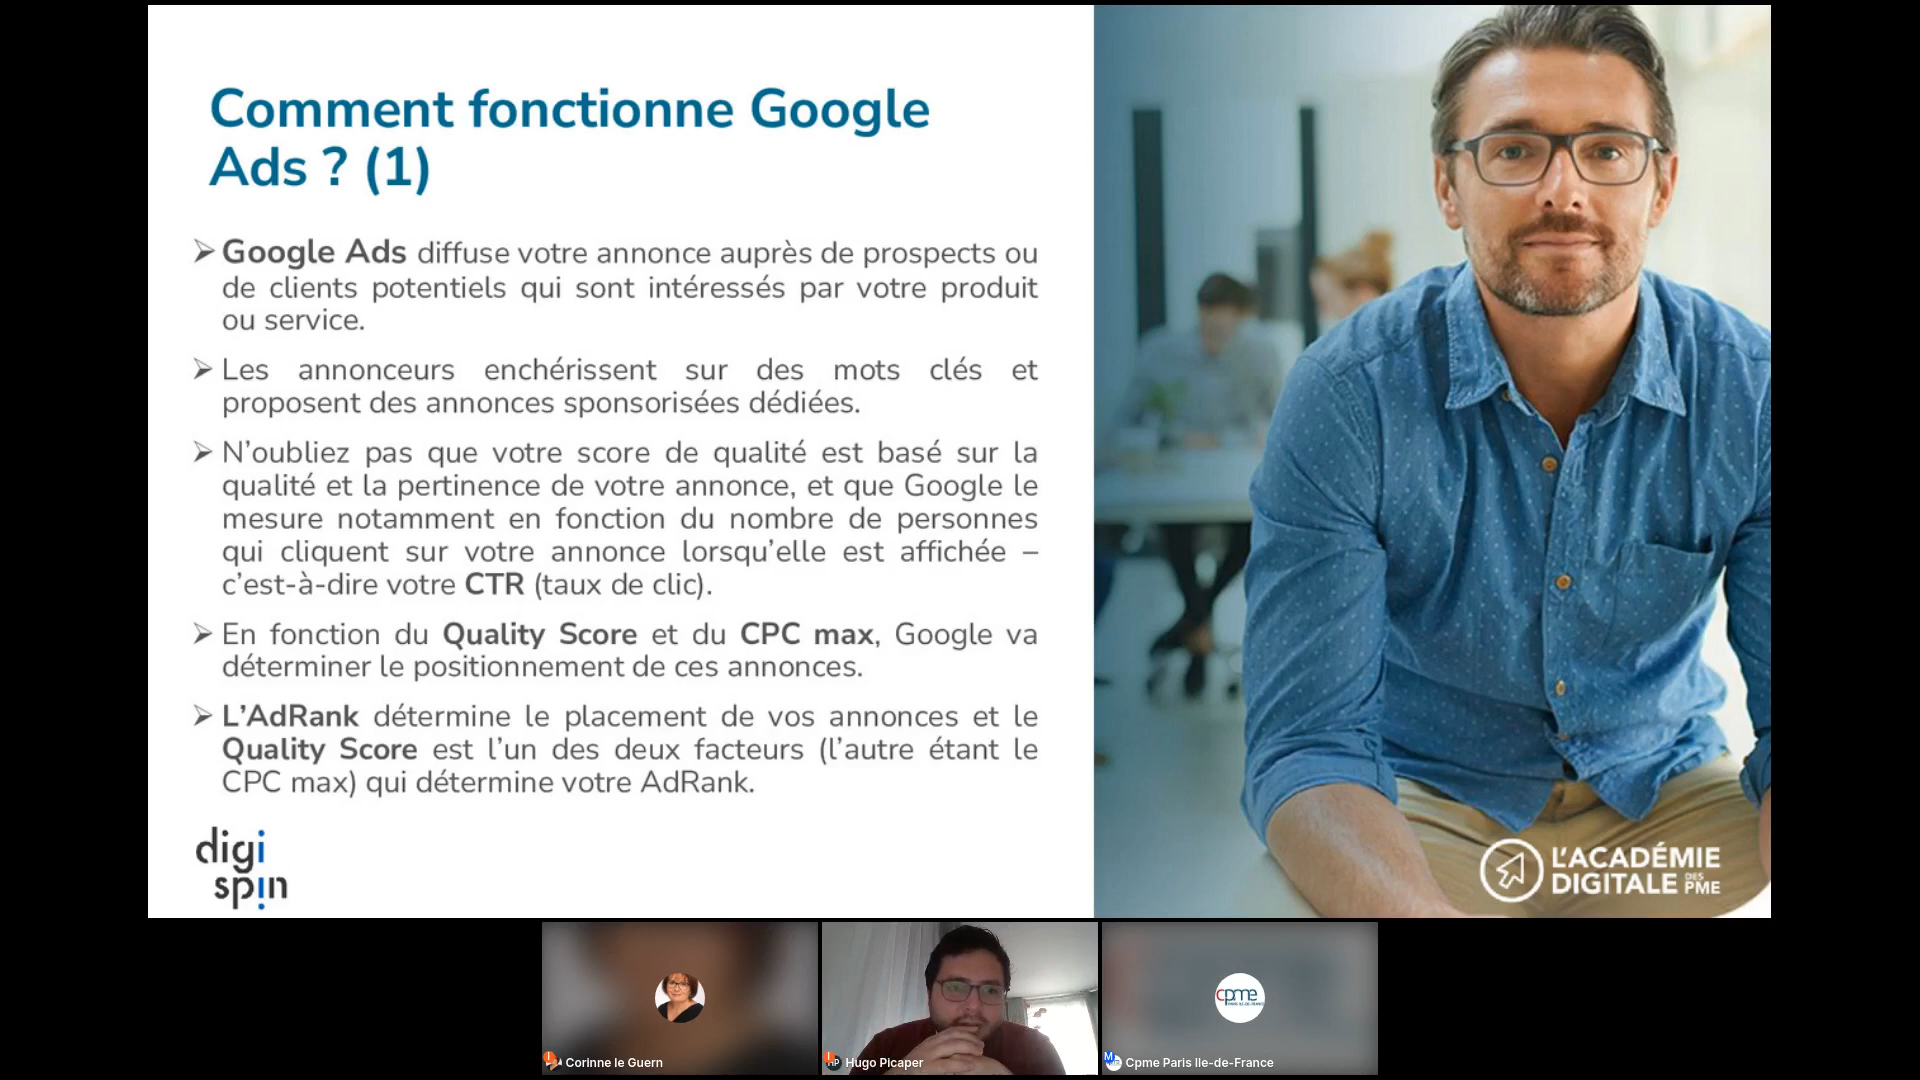 Comment fonctionne Google
Ads ? (1)
➢ Google Ads diffuse votre annonce auprès de prospects ou
de clients potentiels qui sont intéressés par votre produit
ou service.
➢ Les annonceurs enchérissent sur des mots clés et
proposent des annonces sponsorisées dédiées.
➢ N’oubliez pas que votre score de qualité est basé sur la
qualité et la pertinence de votre annonce, et que Google le
mesure notamment en fonction du nombre de personnes
qui cliquent sur votre annonce lorsqu’elle est affichée –
c’est-à-dire votre CTR (taux de clic).
➢ En fonction du Quality Score et du CPC max, Google va
déterminer le positionnement de ces annonces.
➢ L’AdRank détermine le placement de vos annonces et le
Quality Score est l’un des deux facteurs (l’autre étant le
CPC max) qui détermine votre AdRank.
digi
spin
L’ACADÉMIE
DIGITALE DES PME
cpme
I Corinne le Guern
I HP Hugo Picaper
M Cpme Paris Ile-de-France